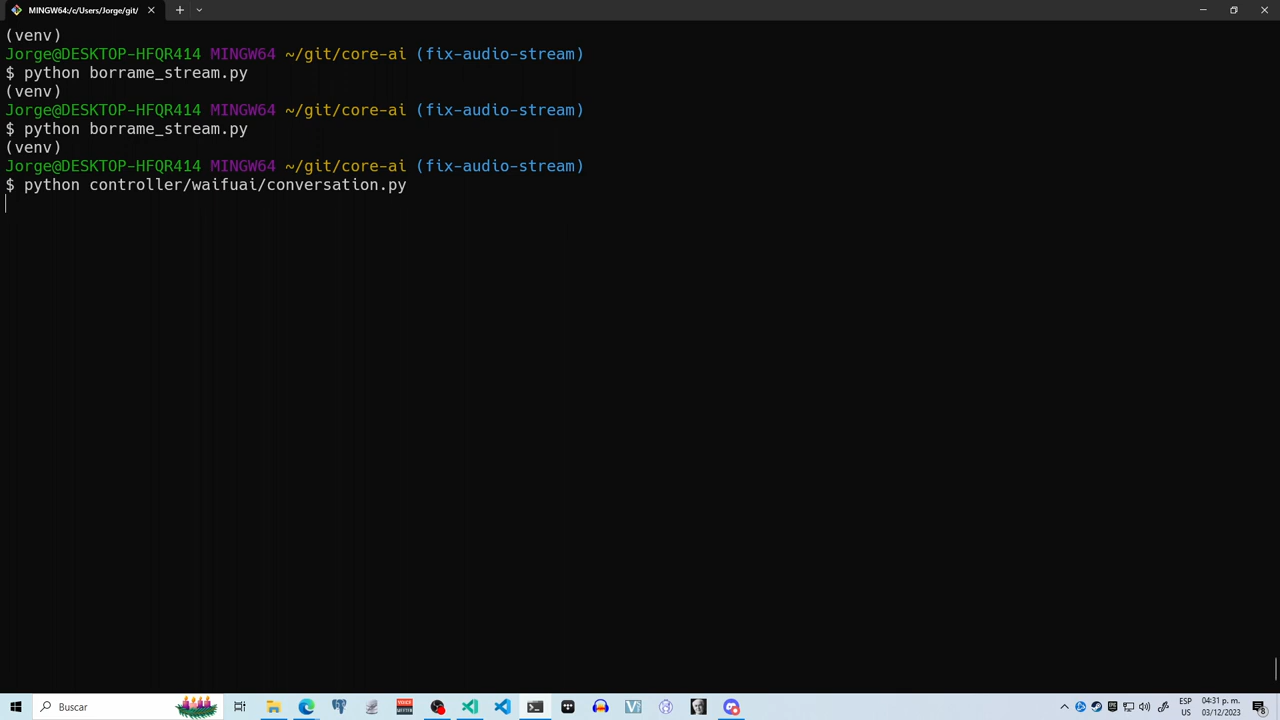 MINGW64:/c/Users/Jorge/git/
(venv)
Jorge@DESKTOP-HFQR414 MINGW64 ~/git/core-ai (fix-audio-stream)
$ python borrame_stream.py
(venv)
Jorge@DESKTOP-HFQR414 MINGW64 ~/git/core-ai (fix-audio-stream)
$ python borrame_stream.py
(venv)
Jorge@DESKTOP-HFQR414 MINGW64 ~/git/core-ai (fix-audio-stream)
$ python controller/waifuai/conversation.py
Buscar
ESP
US
04:31 p. m.
03/12/2023